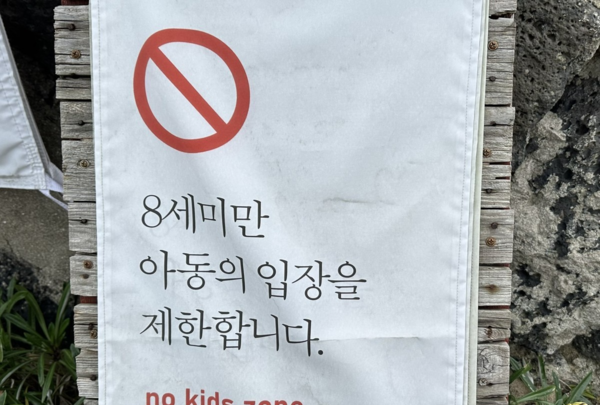 8세미만
아동의 입장을
제한합니다.
no kids zone